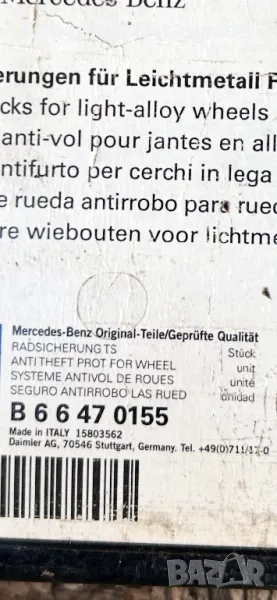 Mercedes Benz
erungen für Leichtmetall F
cks for light-alloy wheels
anti-vol pour jantes en all
ntifurto per cerchi in lega
e rueda antirrobo para rued
re wiebouten voor lichtme
Mercedes-Benz Original-Teile/Geprüfte Qualität
RADSICHERUNG TS Stück
ANTITHEFT PROT FOR WHEEL unit
SYSTEME ANTIVOL DE ROUES unité
SEGURO ANTIRROBO LAS RUED unidad
B 6 6 47 0155
Made in ITALY 15803562
Daimler AG, 70546 Stuttgart, Germany. Tel. +49(0)711/17-0
BAZAR.bg